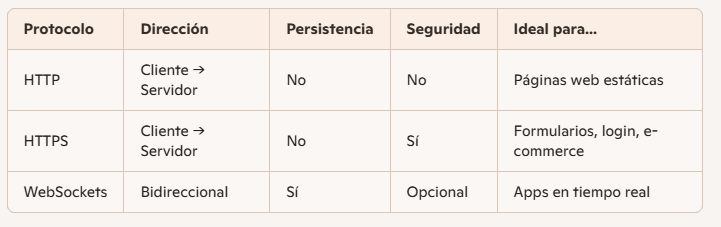 Protocolo Dirección Persistencia Seguridad Ideal para...
HTTP Cliente → Servidor No No Páginas web estáticas
HTTPS Cliente → Servidor No Sí Formularios, login, e-commerce
WebSockets Bidireccional Sí Opcional Apps en tiempo real